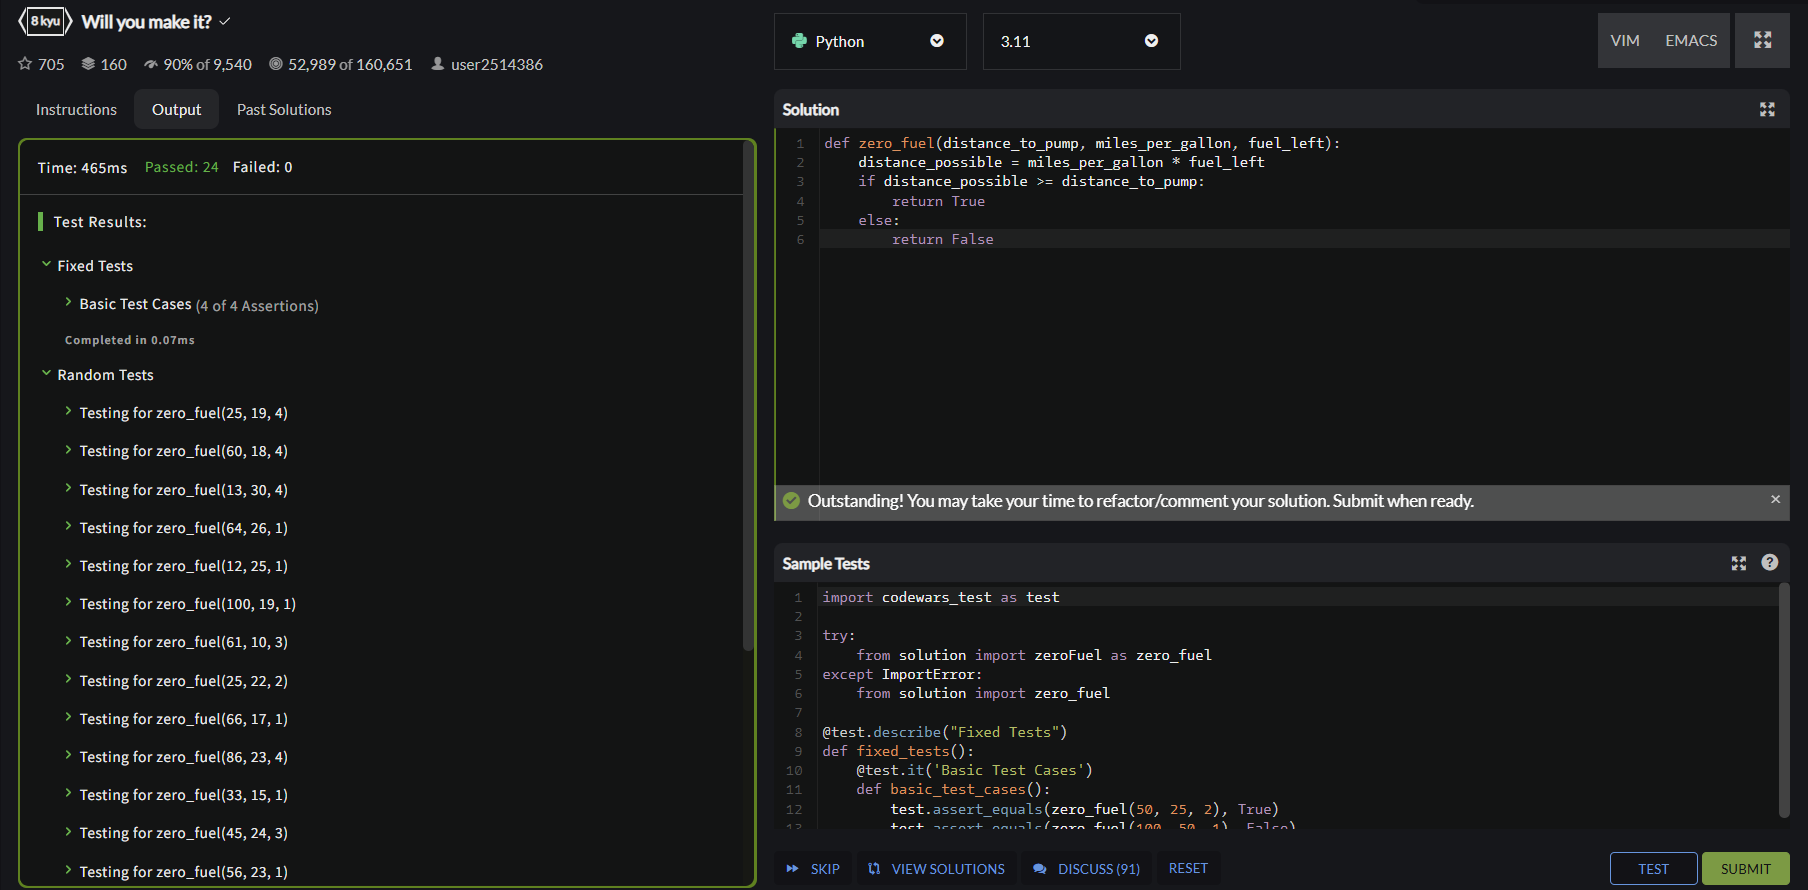 8 kyu Will you make it?
705 160 90% of 9,540 52,989 of 160,651 user2514386
Instructions Output Past Solutions
Time: 465ms Passed: 24 Failed: 0
Test Results:
Fixed Tests
Basic Test Cases (4 of 4 Assertions)
Completed in 0.07ms
Random Tests
Testing for zero_fuel(25, 19, 4)
Testing for zero_fuel(60, 18, 4)
Testing for zero_fuel(13, 30, 4)
Testing for zero_fuel(64, 26, 1)
Testing for zero_fuel(12, 25, 1)
Testing for zero_fuel(100, 19, 1)
Testing for zero_fuel(61, 10, 3)
Testing for zero_fuel(25, 22, 2)
Testing for zero_fuel(66, 17, 1)
Testing for zero_fuel(86, 23, 4)
Testing for zero_fuel(33, 15, 1)
Testing for zero_fuel(45, 24, 3)
Testing for zero_fuel(56, 23, 1)
Python 3.11 VIM EMACS
Solution
1 def zero_fuel(distance_to_pump, miles_per_gallon, fuel_left):
2 distance_possible = miles_per_gallon * fuel_left
3 if distance_possible >= distance_to_pump:
4 return True
5 else:
6 return False
Outstanding! You may take your time to refactor/comment your solution. Submit when ready.
Sample Tests
1 import codewars_test as test
2
3 try:
4 from solution import zeroFuel as zero_fuel
5 except ImportError:
6 from solution import zero_fuel
7
8 @test.describe("Fixed Tests")
9 def fixed_tests():
10 @test.it('Basic Test Cases')
11 def basic_test_cases():
12 test.assert_equals(zero_fuel(50, 25, 2), True)
13 test.assert_equals(zero_fuel(100, 50, 1), False)
SKIP VIEW SOLUTIONS DISCUSS (91) RESET TEST SUBMIT